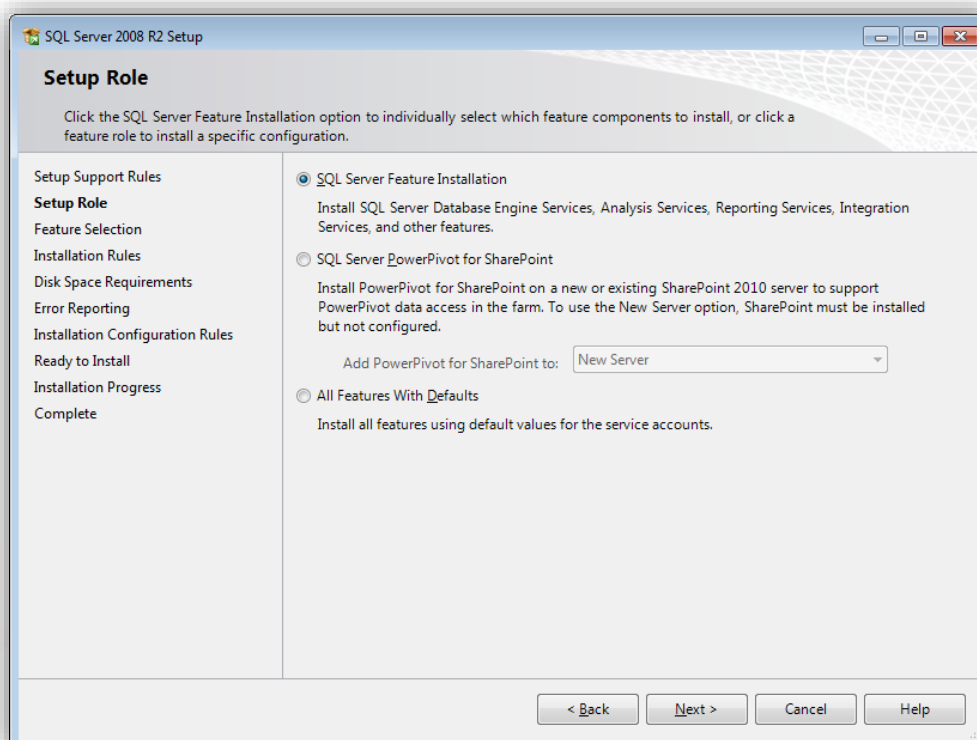 SQL Server 2008 R2 Setup
Setup Role
Click the SQL Server Feature Installation option to individually select which feature components to install, or click a
feature role to install a specific configuration.
Setup Support Rules
Setup Role
Feature Selection
Installation Rules
Disk Space Requirements
Error Reporting
Installation Configuration Rules
Ready to Install
Installation Progress
Complete
SQL Server Feature Installation
Install SQL Server Database Engine Services, Analysis Services, Reporting Services, Integration
Services, and other features.
SQL Server PowerPivot for SharePoint
Install PowerPivot for SharePoint on a new or existing SharePoint 2010 server to support
PowerPivot data access in the farm. To use the New Server option, SharePoint must be installed
but not configured.
Add PowerPivot for SharePoint to: New Server
All Features With Defaults
Install all features using default values for the service accounts.
< Back Next > Cancel Help